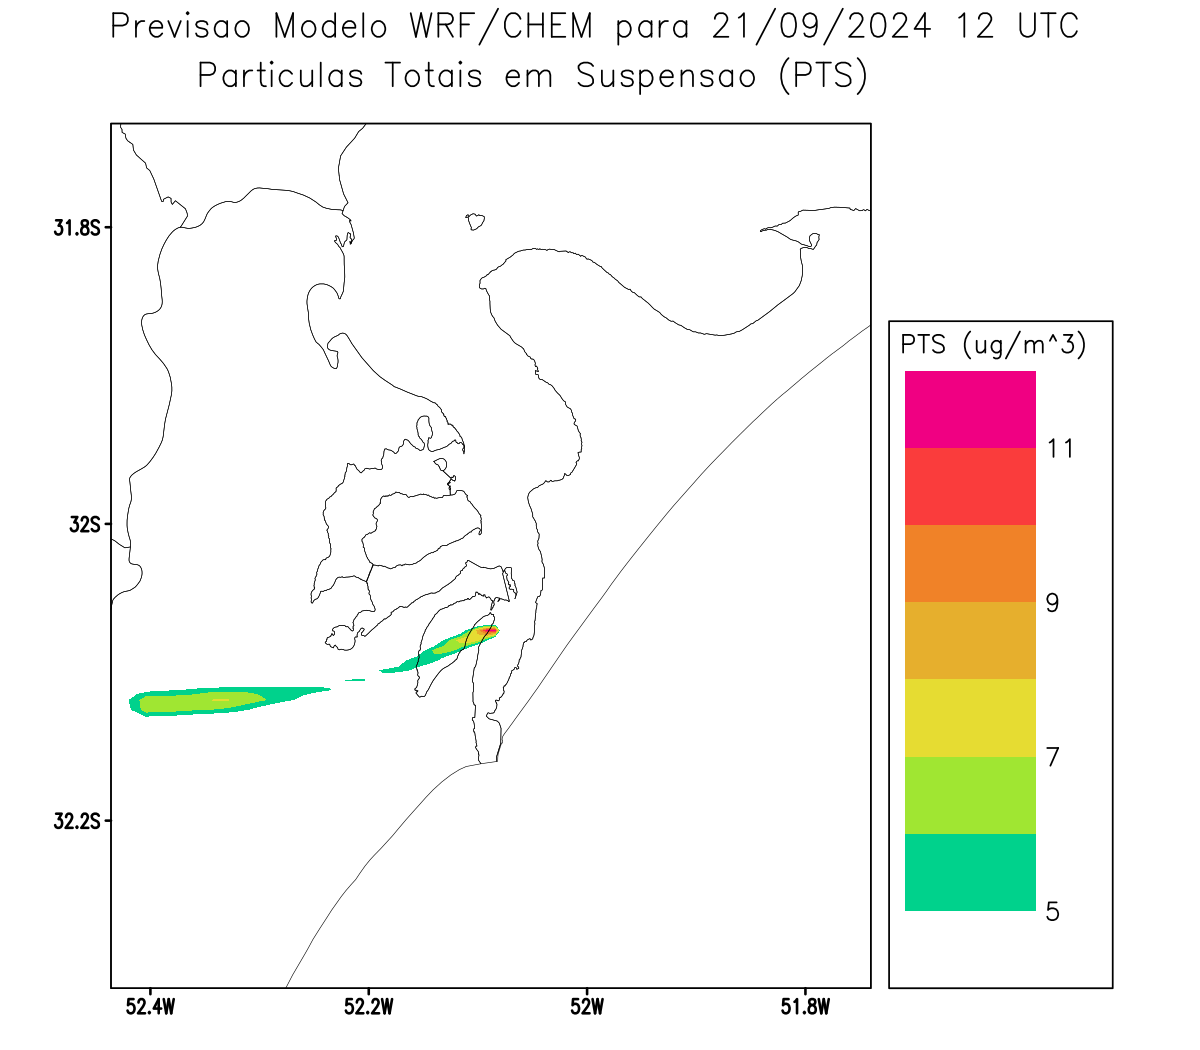 Previsao Modelo WRF/CHEM para 21/09/2024 12 UTC
Particulas Totais em Suspensao (PTS)
31.8S
32S
32.2S
52.4W
52.2W
52W
51.8W
PTS (ug/m^3)
11
9
7
5